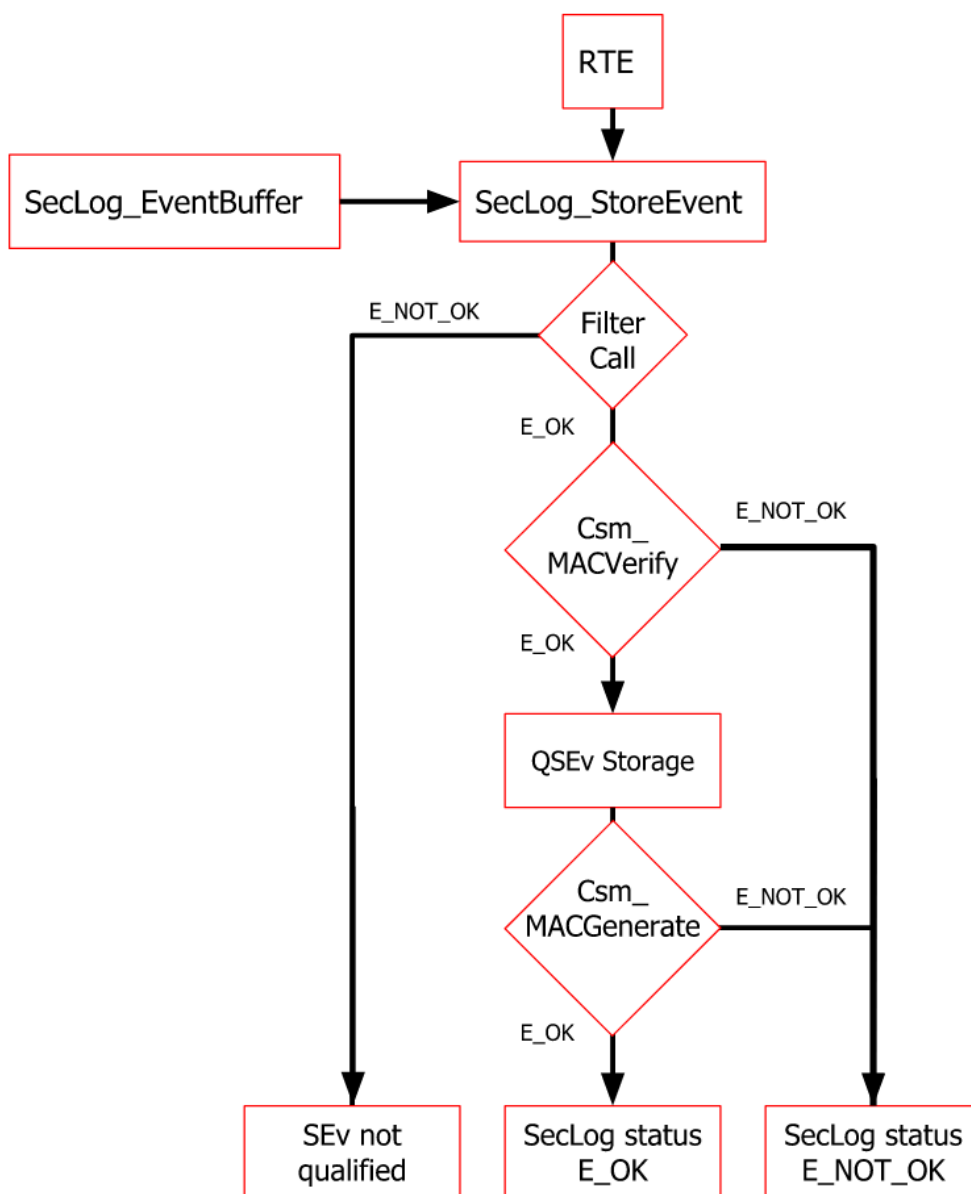 RTE
SecLog_EventBuffer
SecLog_StoreEvent
E_NOT_OK
Filter
Call
E_OK
E_NOT_OK
Csm_
MACVerify
E_OK
QSEv Storage
Csm_
MACGenerate
E_NOT_OK
E_OK
SEv not
qualified
SecLog status
E_OK
SecLog status
E_NOT_OK